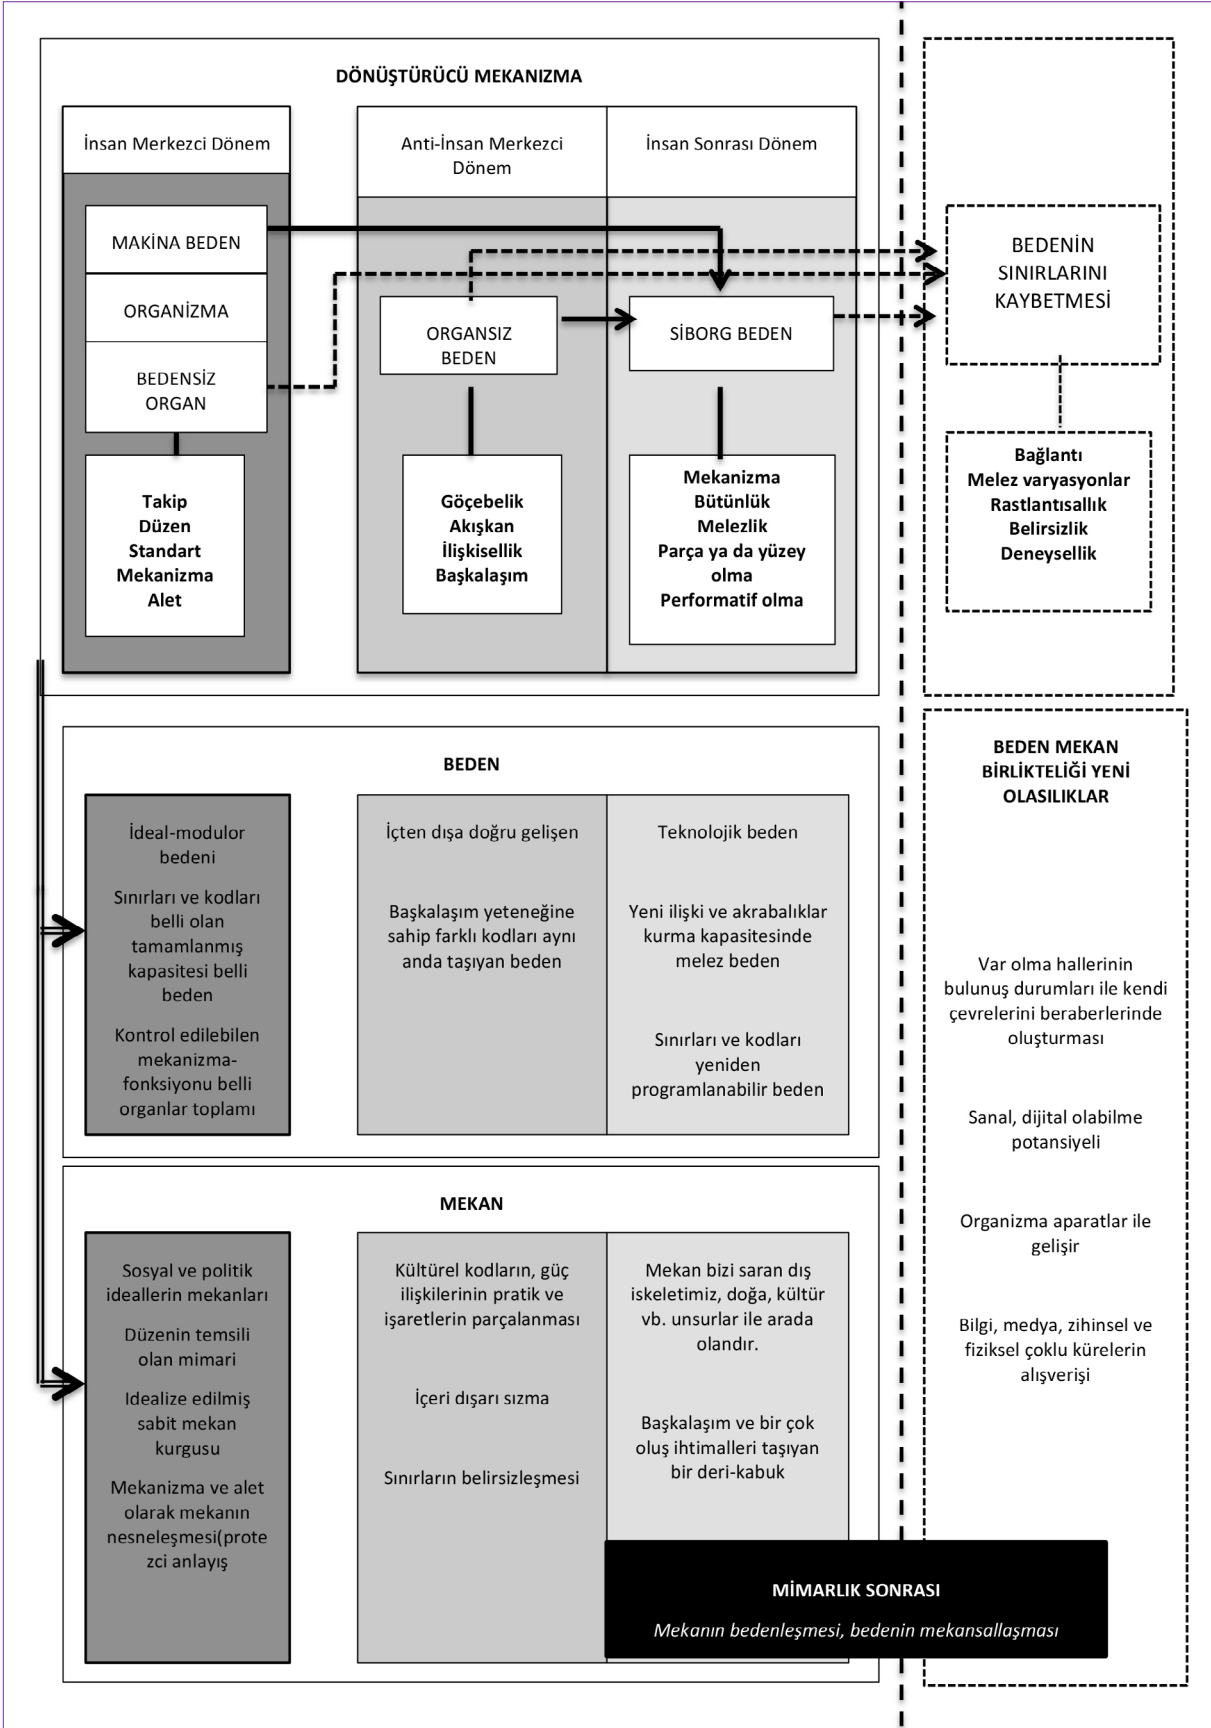 DÖNÜŞTÜRÜCÜ MEKANIZMA
İnsan Merkezci Dönem
Anti-İnsan Merkezci
Dönem
İnsan Sonrası Dönem
MAKİNA BEDEN
ORGANİZMA
BEDENSİZ
ORGAN
ORGANSIZ
BEDEN
SİBORG BEDEN
BEDENİN
SINIRLARINI
KAYBETMESİ
Takip
Düzen
Standart
Mekanizma
Alet
Göçebelik
Akışkan
İlişkisellik
Başkalaşım
Mekanizma
Bütünlük
Melezlik
Parça ya da yüzey
olma
Performatif olma
Bağlantı
Melez varyasyonlar
Rastlantısallık
Belirsizlik
Deneysellik
BEDEN
İdeal-modulor
bedeni
Sınırları ve kodları
belli olan
tamamlanmış
kapasitesi belli
beden
Kontrol edilebilen
mekanizma-
fonksiyonu belli
organlar toplamı
İçten dışa doğru gelişen
Başkalaşım yeteneğine
sahip farklı kodları aynı
anda taşıyan beden
Teknolojik beden
Yeni ilişki ve akrabalıklar
kurma kapasitesinde
melez beden
Sınırları ve kodları
yeniden
programlanabilir beden
BEDEN MEKAN
BİRLİKTELİĞİ YENİ
OLASILIKLAR
Var olma hallerinin
bulunuş durumları ile kendi
çevrelerini beraberlerinde
oluşturması
Sanal, dijital olabilme
potansiyeli
Organizma aparatlar ile
gelişir
Bilgi, medya, zihinsel ve
fiziksel çoklu kürelerin
alışverişi
MEKAN
Sosyal ve politik
ideallerin mekanları
Düzenin temsili
olan mimari
Idealize edilmiş
sabit mekan
kurgusu
Mekanizma ve alet
olarak mekanın
nesneleşmesi(prote
zci anlayış
Kültürel kodların, güç
ilişkilerinin pratik ve
işaretlerin parçalanması
İçeri dışarı sızma
Sınırların belirsizleşmesi
Mekan bizi saran dış
iskeletimiz, doğa, kültür
vb. unsurlar ile arada
olandır.
Başkalaşım ve bir çok
oluş ihtimalleri taşıyan
bir deri-kabuk
MİMARLIK SONRASI
Mekanın bedenleşmesi, bedenin mekansallaşması